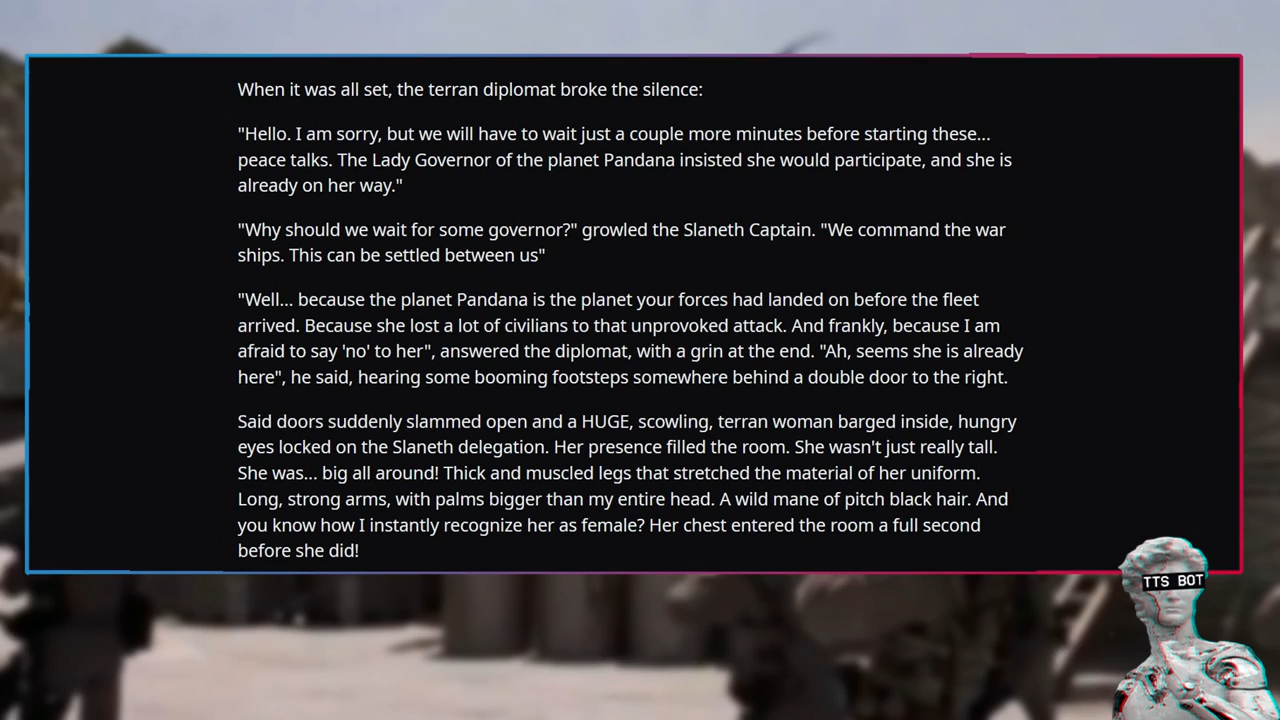 When it was all set, the terran diplomat broke the silence:
"Hello. I am sorry, but we will have to wait just a couple more minutes before starting these...
peace talks. The Lady Governor of the planet Pandana insisted she would participate, and she is
already on her way."
"Why should we wait for some governor?" growled the Slaneth Captain. "We command the war
ships. This can be settled between us"
"Well... because the planet Pandana is the planet your forces had landed on before the fleet
arrived. Because she lost a lot of civilians to that unprovoked attack. And frankly, because I am
afraid to say 'no' to her", answered the diplomat, with a grin at the end. "Ah, seems she is already
here", he said, hearing some booming footsteps somewhere behind a double door to the right.
Said doors suddenly slammed open and a HUGE, scowling, terran woman barged inside, hungry
eyes locked on the Slaneth delegation. Her presence filled the room. She wasn't just really tall.
She was... big all around! Thick and muscled legs that stretched the material of her uniform.
Long, strong arms, with palms bigger than my entire head. A wild mane of pitch black hair. And
you know how I instantly recognize her as female? Her chest entered the room a full second
before she did!
TTS BOT